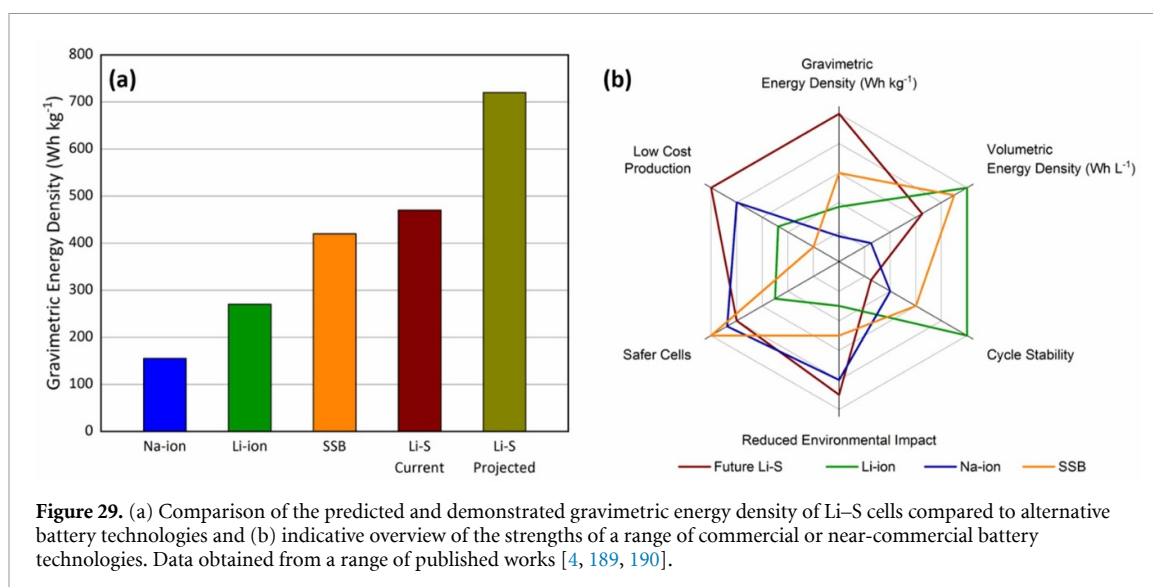 (a)
Gravimetric Energy Density (Wh kg⁻¹)
800
700
600
500
400
300
200
100
0
Na-ion
Li-ion
SSB
Li-S
Current
Li-S
Projected
(b)
Gravimetric
Energy Density (Wh kg⁻¹)
Volumetric
Energy Density (Wh L⁻¹)
Low Cost
Production
Safer Cells
Cycle Stability
Reduced Environmental Impact
Future Li-S
Li-ion
Na-ion
SSB
Figure 29. (a) Comparison of the predicted and demonstrated gravimetric energy density of Li–S cells compared to alternative
battery technologies and (b) indicative overview of the strengths of a range of commercial or near-commercial battery
technologies. Data obtained from a range of published works [4, 189, 190].